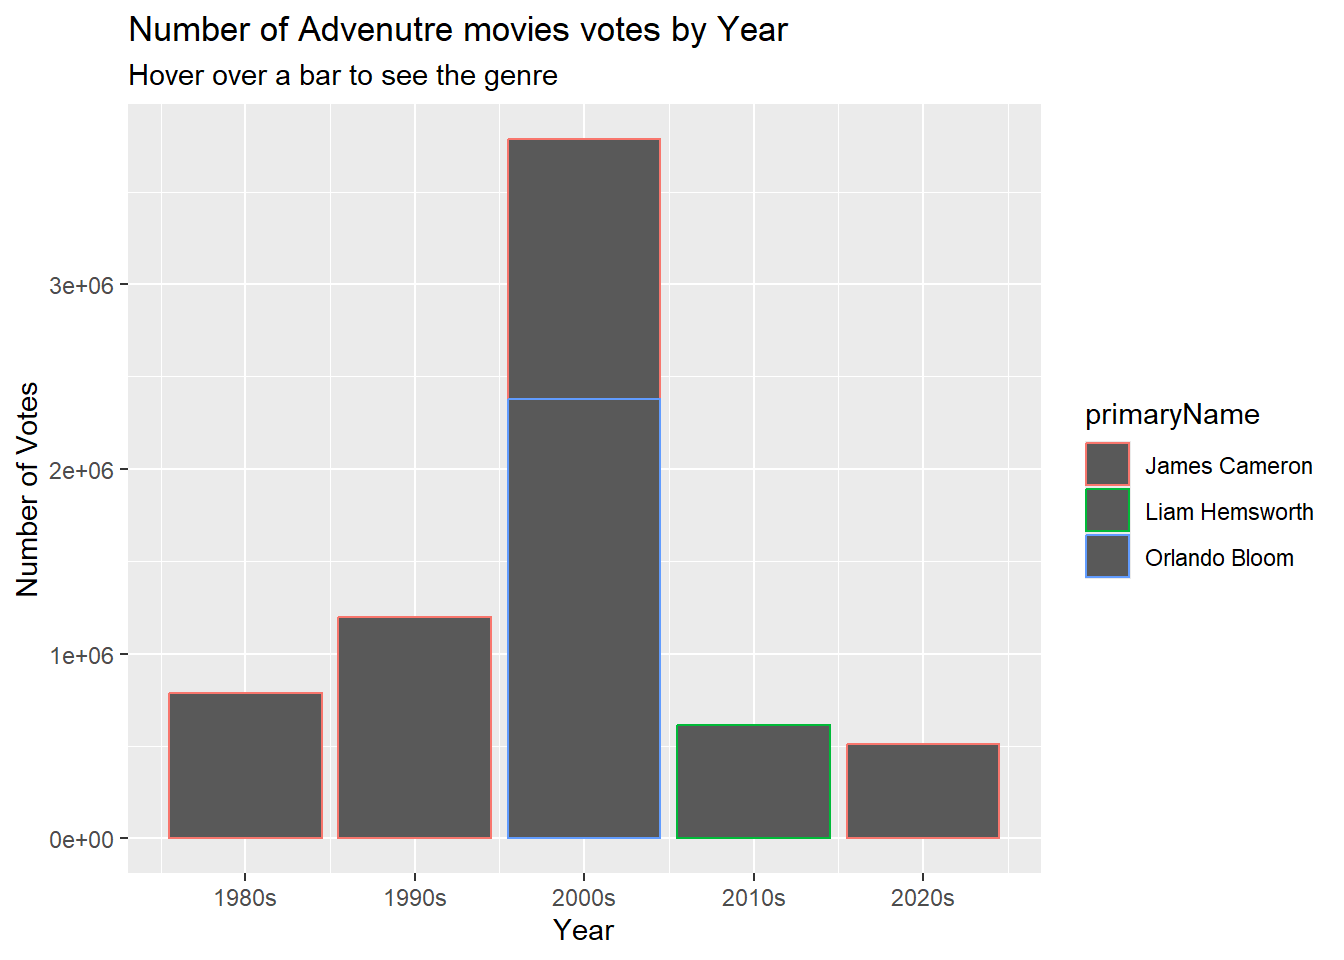 Number of Advenutre movies votes by Year
Hover over a bar to see the genre
Number of Votes
3e+06
2e+06
1e+06
0e+00
1980s
1990s
2000s
2010s
2020s
Year
primaryName
James Cameron
Liam Hemsworth
Orlando Bloom